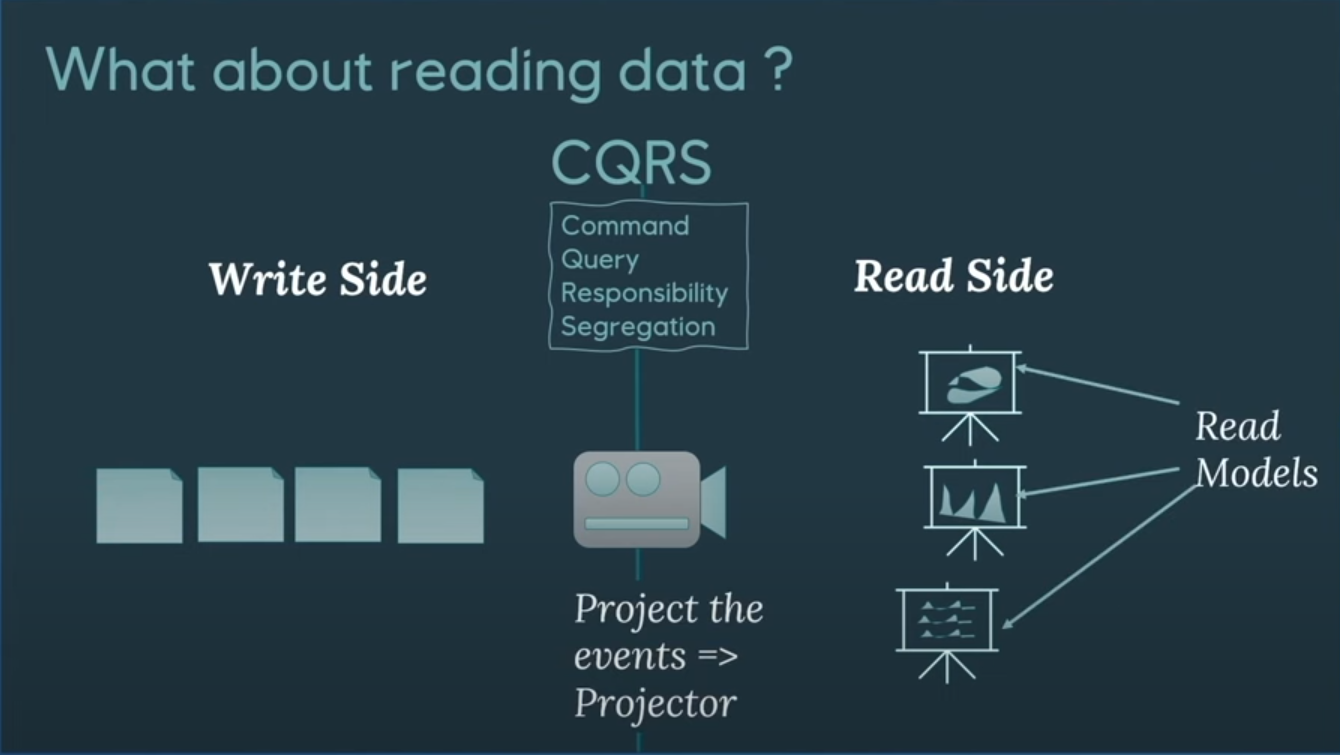 What about reading data ?
CQRS
Command
Query
Responsibility
Segregation
Write Side
Read Side
Read
Models
Project the
events =>
Projector